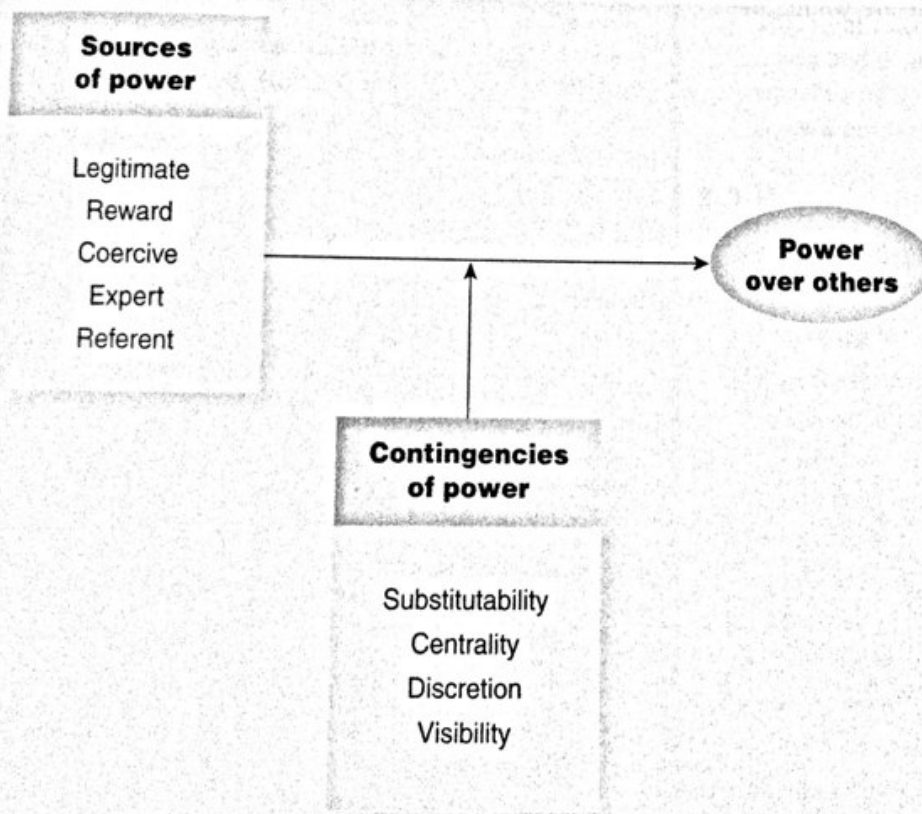 Sources
of power
Legitimate
Reward
Coercive
Expert
Referent
Power
over others
Contingencies
of power
Substitutability
Centrality
Discretion
Visibility